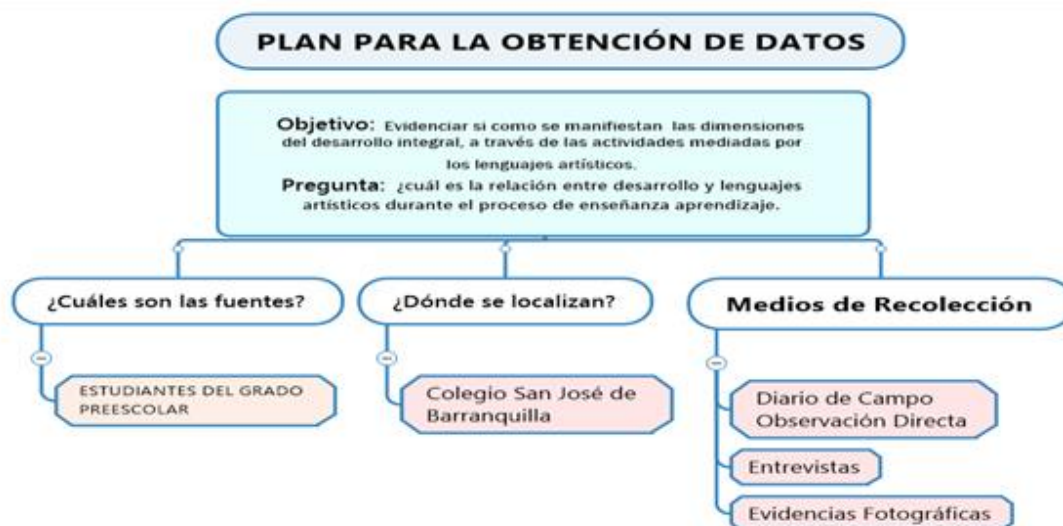 PLAN PARA LA OBTENCIÓN DE DATOS
Objetivo: Evidenciar si como se manifiestan las dimensiones
del desarrollo integral, a través de las actividades mediadas por
los lenguajes artísticos.
Pregunta: ¿cuál es la relación entre desarrollo y lenguajes
artísticos durante el proceso de enseñanza aprendizaje.
¿Cuáles son las fuentes?
ESTUDIANTES DEL GRADO
PREESCOLAR
¿Dónde se localizan?
Colegio San José de
Barranquilla
Medios de Recolección
Diario de Campo
Observación Directa
Entrevistas
Evidencias Fotográficas